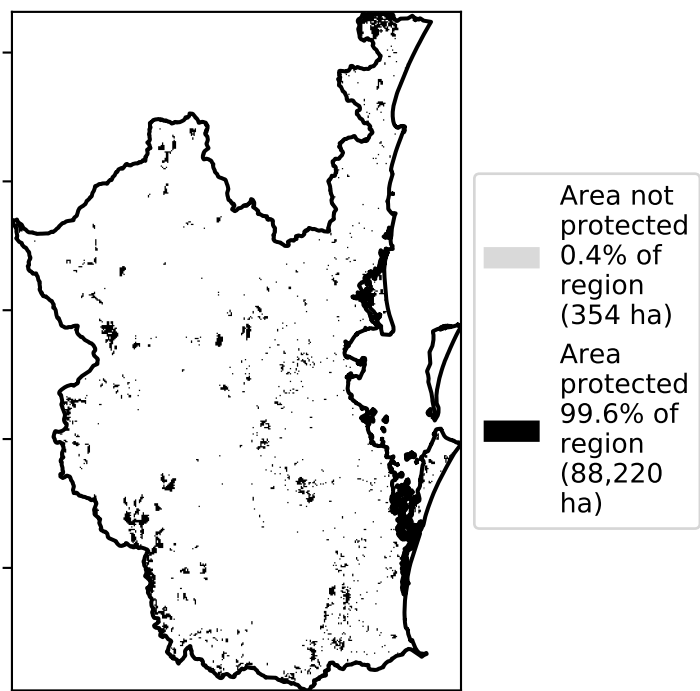 Area not
protected
0.4% of
region
(354 ha)
Area
protected
99.6% of
region
(88,220
ha)